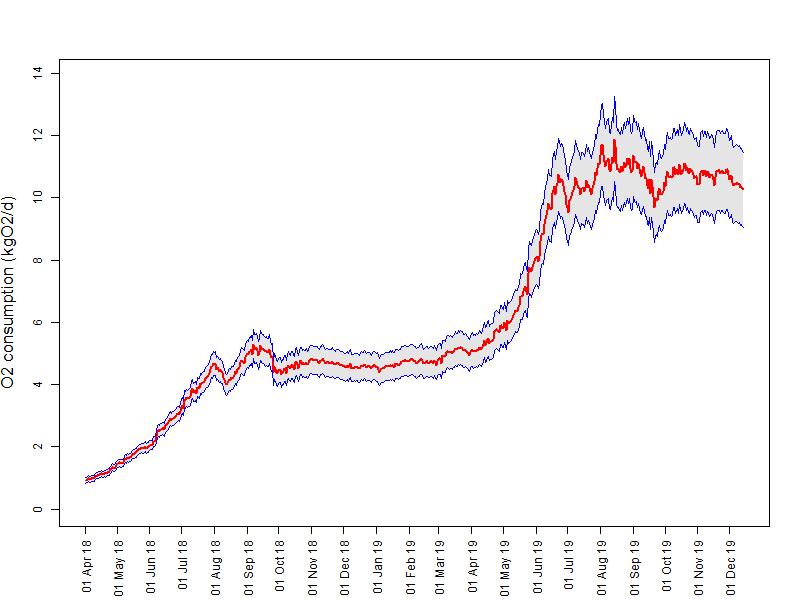 O2 consumption (kgO2/d)
14
12
10
8
6
4
2
0
01 Apr 18
01 May 18
01 Jun 18
01 Jul 18
01 Aug 18
01 Sep 18
01 Oct 18
01 Nov 18
01 Dec 18
01 Jan 19
01 Feb 19
01 Mar 19
01 Apr 19
01 May 19
01 Jun 19
01 Jul 19
01 Aug 19
01 Sep 19
01 Oct 19
01 Nov 19
01 Dec 19